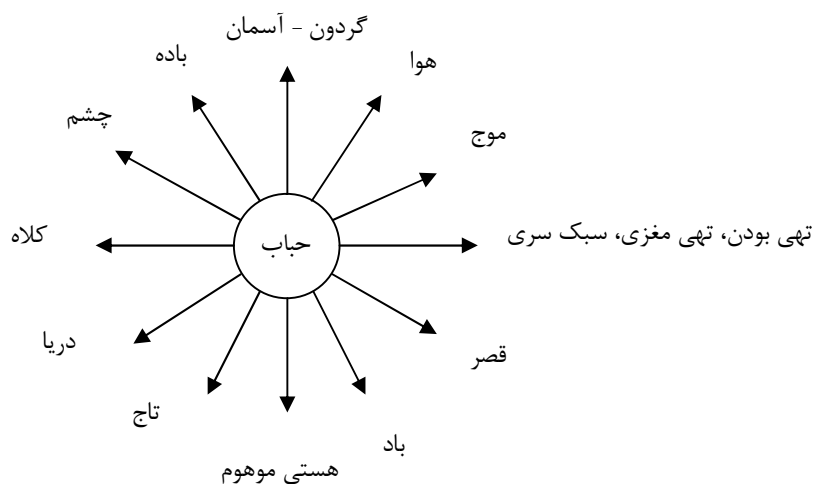 گردون - آسمان
هوا
باده
چشم
موج
تهی بودن، تهی مغزی، سبک سری
حباب
کلاه
دریا
قصر
تاج
باد
هستی موهوم